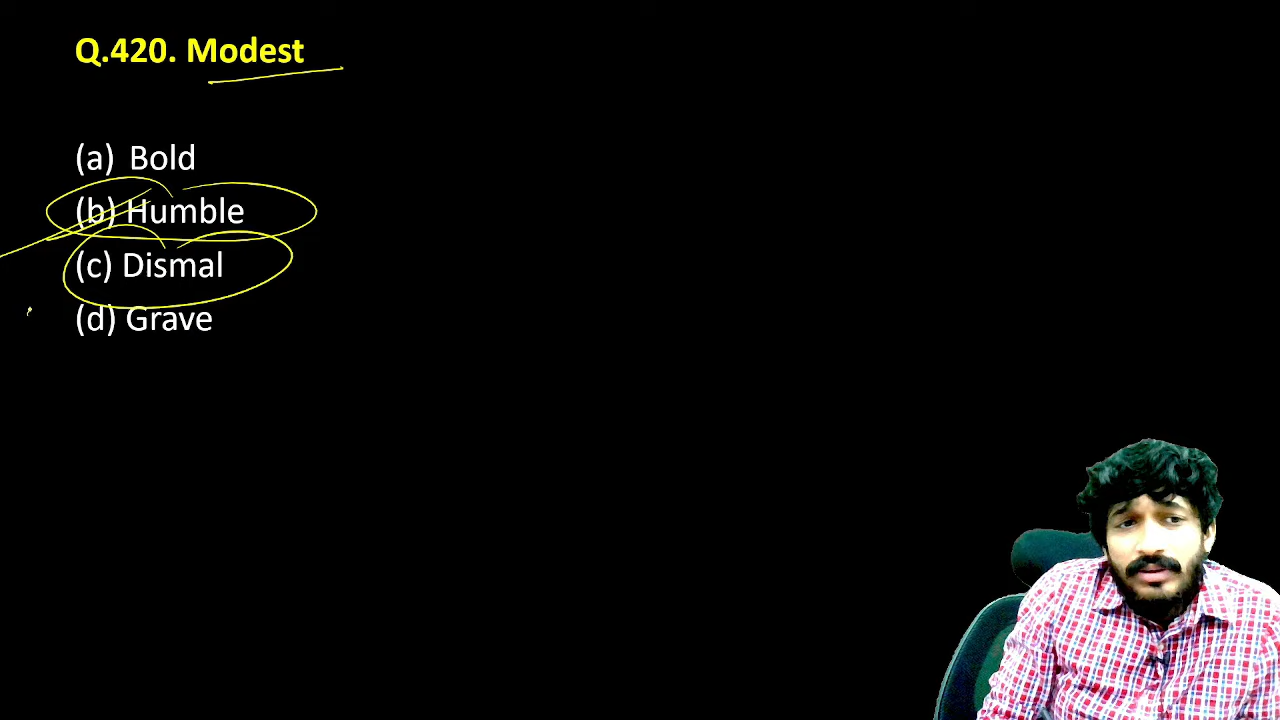 Q.420. Modest
(a) Bold
(b) Humble
(c) Dismal
(d) Grave